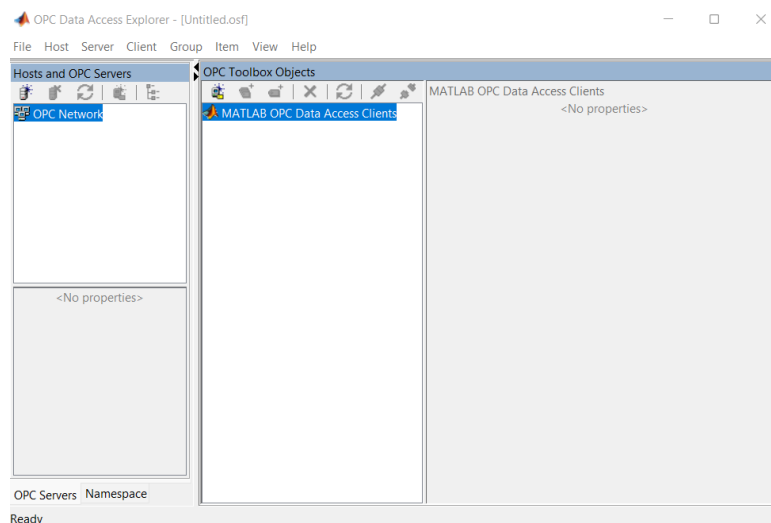 OPC Data Access Explorer - [Untitled.osf]
File Host Server Client Group Item View Help
Hosts and OPC Servers
OPC Network
<No properties>
OPC Servers Namespace
OPC Toolbox Objects
MATLAB OPC Data Access Clients
MATLAB OPC Data Access Clients
<No properties>
Ready